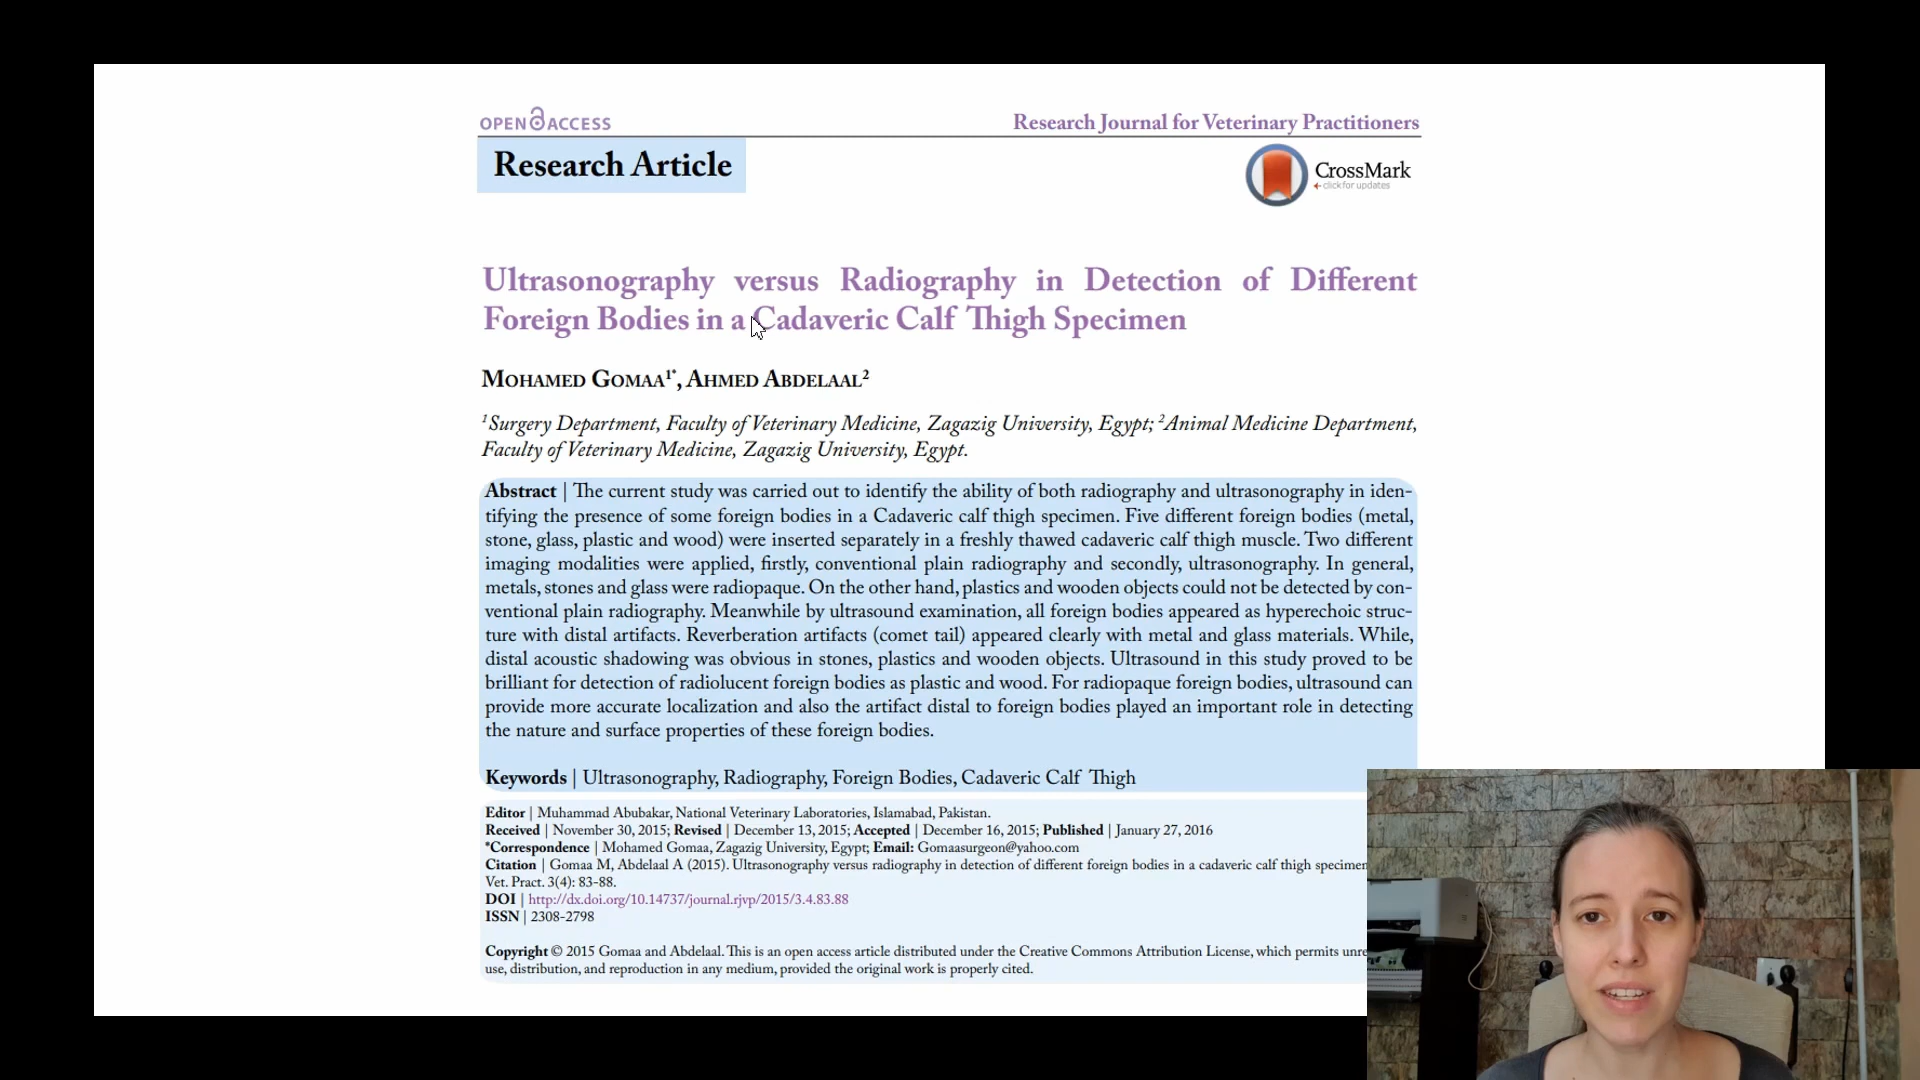 OPEN ACCESS
Research Journal for Veterinary Practitioners
Research Article
CrossMark
click for updates
Ultrasonography versus Radiography in Detection of Different
Foreign Bodies in a Cadaveric Calf Thigh Specimen
Mohamed Gomaa1*, Ahmed Abdelaal2
1Surgery Department, Faculty of Veterinary Medicine, Zagazig University, Egypt; 2Animal Medicine Department,
Faculty of Veterinary Medicine, Zagazig University, Egypt.
Abstract | The current study was carried out to identify the ability of both radiography and ultrasonography in iden-
tifying the presence of some foreign bodies in a Cadaveric calf thigh specimen. Five different foreign bodies (metal,
stone, glass, plastic and wood) were inserted separately in a freshly thawed cadaveric calf thigh muscle. Two different
imaging modalities were applied, firstly, conventional plain radiography and secondly, ultrasonography. In general,
metals, stones and glass were radiopaque. On the other hand, plastics and wooden objects could not be detected by con-
ventional plain radiography. Meanwhile by ultrasound examination, all foreign bodies appeared as hyperechoic struc-
ture with distal artifacts. Reverberation artifacts (comet tail) appeared clearly with metal and glass materials. While,
distal acoustic shadowing was obvious in stones, plastics and wooden objects. Ultrasound in this study proved to be
brilliant for detection of radiolucent foreign bodies as plastic and wood. For radiopaque foreign bodies, ultrasound can
provide more accurate localization and also the artifact distal to foreign bodies played an important role in detecting
the nature and surface properties of these foreign bodies.
Keywords | Ultrasonography, Radiography, Foreign Bodies, Cadaveric Calf Thigh
Editor | Muhammad Abubakar, National Veterinary Laboratories, Islamabad, Pakistan.
Received | November 30, 2015; Revised | December 13, 2015; Accepted | December 16, 2015; Published | January 27, 2016
*Correspondence | Mohamed Gomaa, Zagazig University, Egypt; Email: Gomaasurgeon@yahoo.com
Citation | Gomaa M, Abdelaal A (2015). Ultrasonography versus radiography in detection of different foreign bodies in a cadaveric calf thigh specimen
Vet. Pract. 3(4): 83-88.
DOI | http://dx.doi.org/10.14737/journal.rjvp/2015/3.4.83.88
ISSN | 2308-2798
Copyright © 2015 Gomaa and Abdelaal. This is an open access article distributed under the Creative Commons Attribution License, which permits unre
use, distribution, and reproduction in any medium, provided the original work is properly cited.